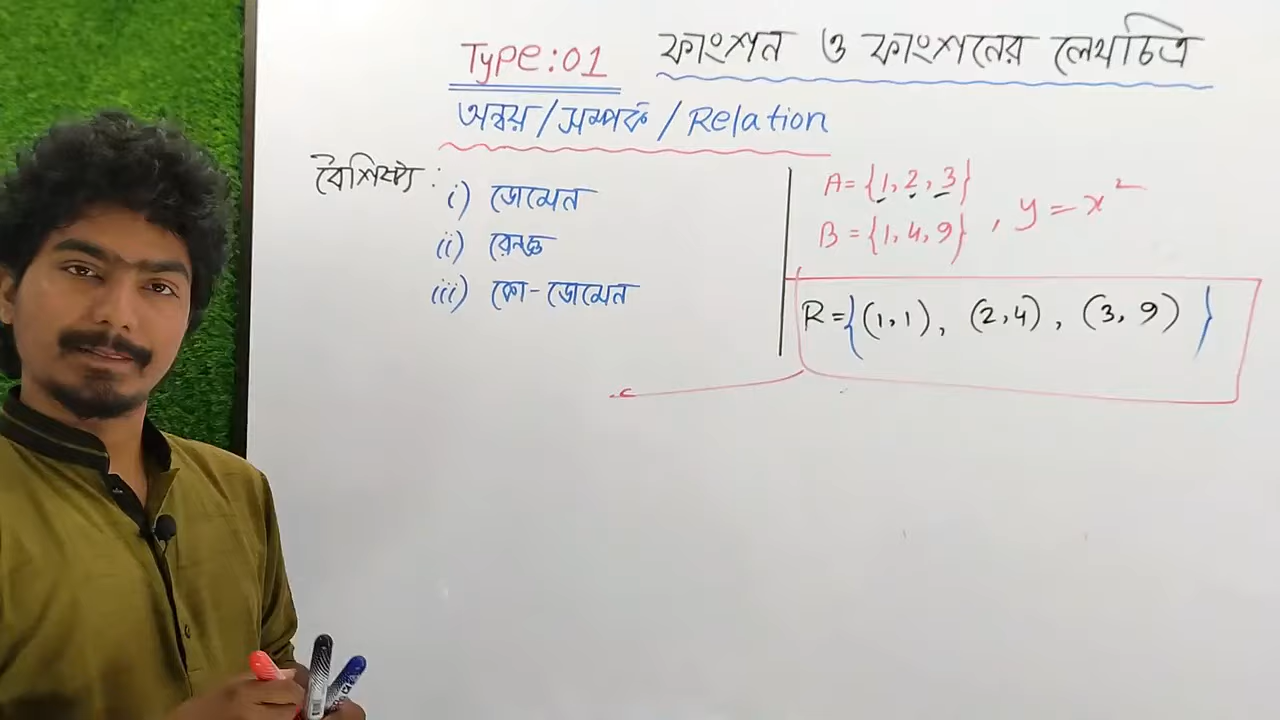 Type:01 ফাংশন ও ফাংশনের লেখচিত্র
অন্বয়/সম্পর্ক/Relation
বৈশিষ্ট্য:
i) ডোমেন
ii) রেনজ্ঞ
iii) কো-ডোমেন
A={1,2,3}
B={1,4,9}, y=x²
R={(1,1), (2,4), (3,9)}